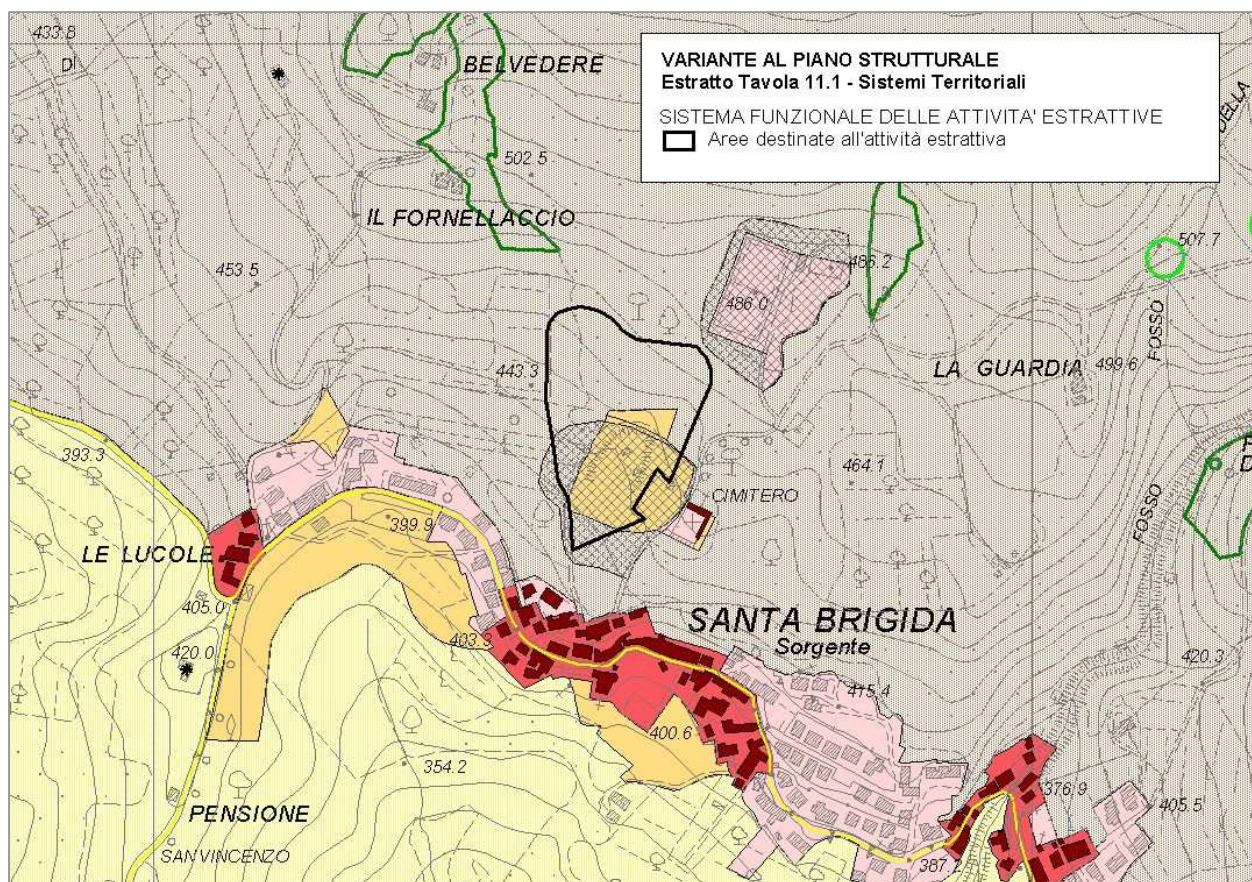 433.8
DI
BELVEDERE
VARIANTE AL PIANO STRUTTURALE
Estratto Tavola 11.1 - Sistemi Territoriali
SISTEMA FUNZIONALE DELLE ATTIVITA' ESTRATTIVE
Aree destinate all'attività estrattiva
DELLA
502.5
IL FORNELLACCIO
507.7
453.5
486.2
486.0
FOSSO
443.3
LA GUARDIA
499.6
393.3
464.1
CIMITERO
399.9
FOSSO
LE LUCOLE
405.0
403.3
SANTA BRIGIDA
Sorgente
420.0
420.3
415.4
400.6
354.2
376.9
405.5
PENSIONE
SAN VINCENZO
387.2